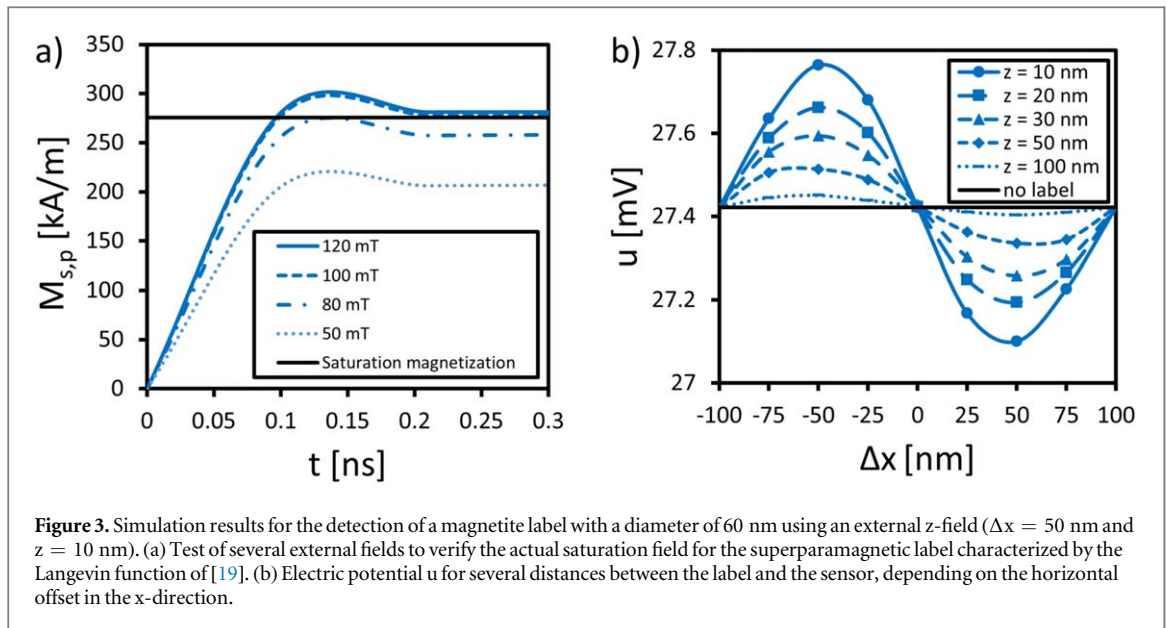 a)
350
300
250
200
150
100
50
0
M_s,p [kA/m]
120 mT
100 mT
80 mT
50 mT
Saturation magnetization
0 0.05 0.1 0.15 0.2 0.25 0.3
t [ns]
b)
27.8
27.6
27.4
27.2
27
u [mV]
z = 10 nm
z = 20 nm
z = 30 nm
z = 50 nm
z = 100 nm
no label
-100 -75 -50 -25 0 25 50 75 100
Δx [nm]
Figure 3. Simulation results for the detection of a magnetite label with a diameter of 60 nm using an external z-field (Δx = 50 nm and
z = 10 nm). (a) Test of several external fields to verify the actual saturation field for the superparamagnetic label characterized by the
Langevin function of [19]. (b) Electric potential u for several distances between the label and the sensor, depending on the horizontal
offset in the x-direction.